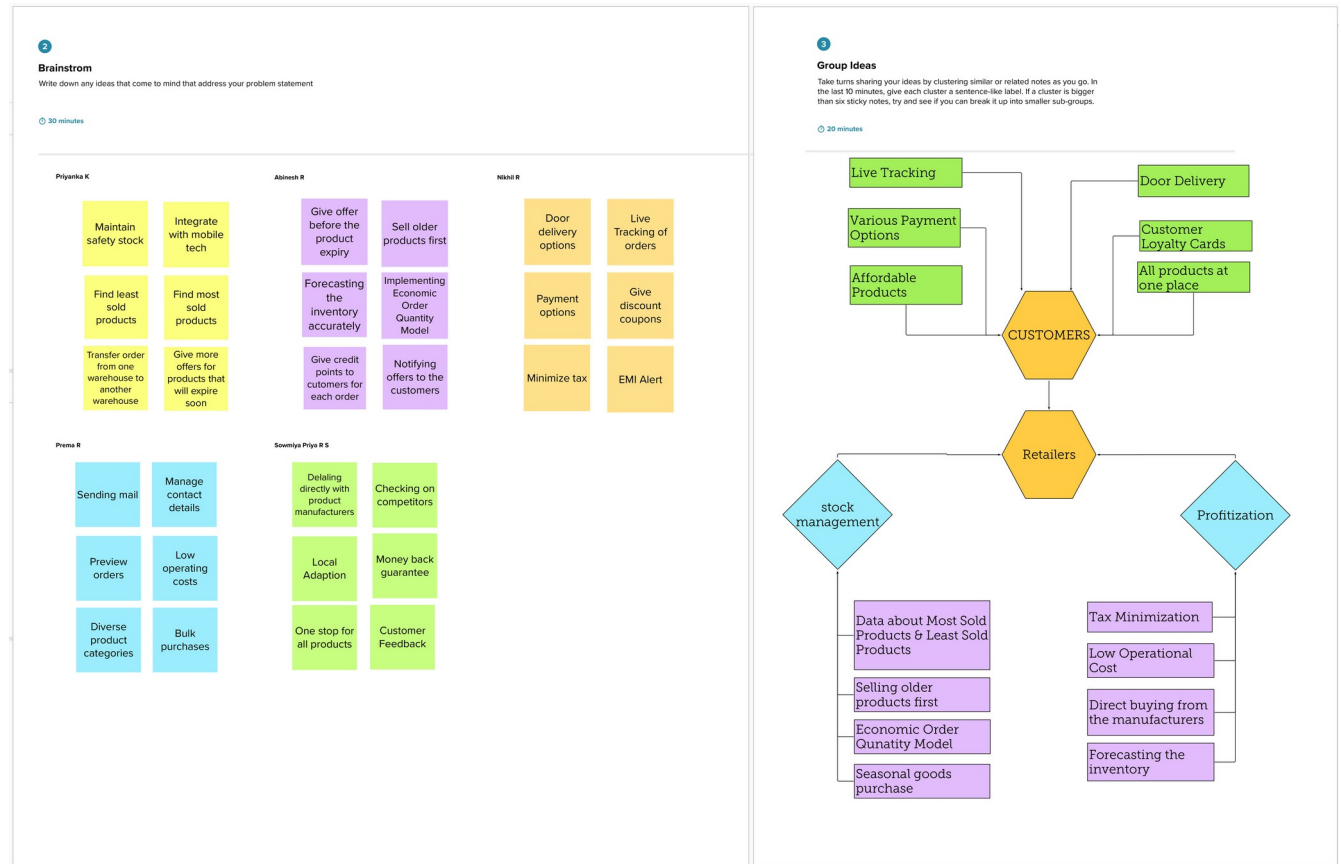 2
Brainstrom
Write down any ideas that come to mind that address your problem statement
30 minutes
Priyanka K
Maintain
safety stock
Integrate
with mobile
tech
Find least
sold
products
Find most
sold
products
Transfer order
from one
warehouse to
another
warehouse
Give more
offers for
products that
will expire
soon
Abinesh R
Give offer
before the
product
expiry
Sell older
products first
Forecasting
the
inventory
accurately
Implementing
Economic
Order
Quantity
Model
Give credit
points to
cutomers for
each order
Notifying
offers to the
customers
Nikhil R
Door
delivery
options
Live
Tracking of
orders
Payment
options
Give
discount
coupons
Minimize tax
EMI Alert
Prema R
Sending mail
Manage
contact
details
Preview
orders
Low
operating
costs
Diverse
product
categories
Bulk
purchases
Sowmiya Priya R S
Delaling
directly with
product
manufacturers
Checking on
competitors
Local
Adaption
Money back
guarantee
One stop for
all products
Customer
Feedback
3
Group Ideas
Take turns sharing your ideas by clustering similar or related notes as you go. In
the last 10 minutes, give each cluster a sentence-like label. If a cluster is bigger
than six sticky notes, try and see if you can break it up into smaller sub-groups.
20 minutes
Live Tracking
Door Delivery
Various Payment
Options
Customer
Loyalty Cards
Affordable
Products
All products at
one place
CUSTOMERS
Retailers
stock
management
Profitization
Data about Most Sold
Products & Least Sold
Products
Selling older
products first
Economic Order
Qunatity Model
Seasonal goods
purchase
Tax Minimization
Low Operational
Cost
Direct buying from
the manufacturers
Forecasting the
inventory